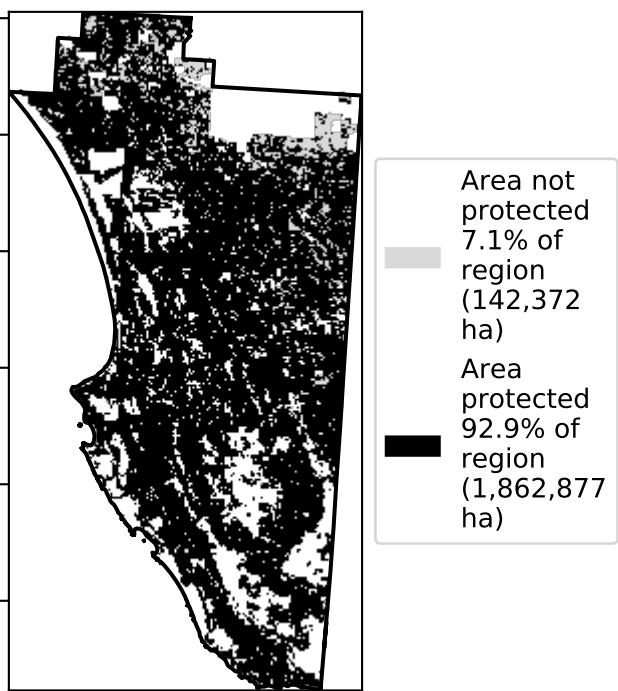 Area not
protected
7.1% of
region
(142,372
ha)
Area
protected
92.9% of
region
(1,862,877
ha)